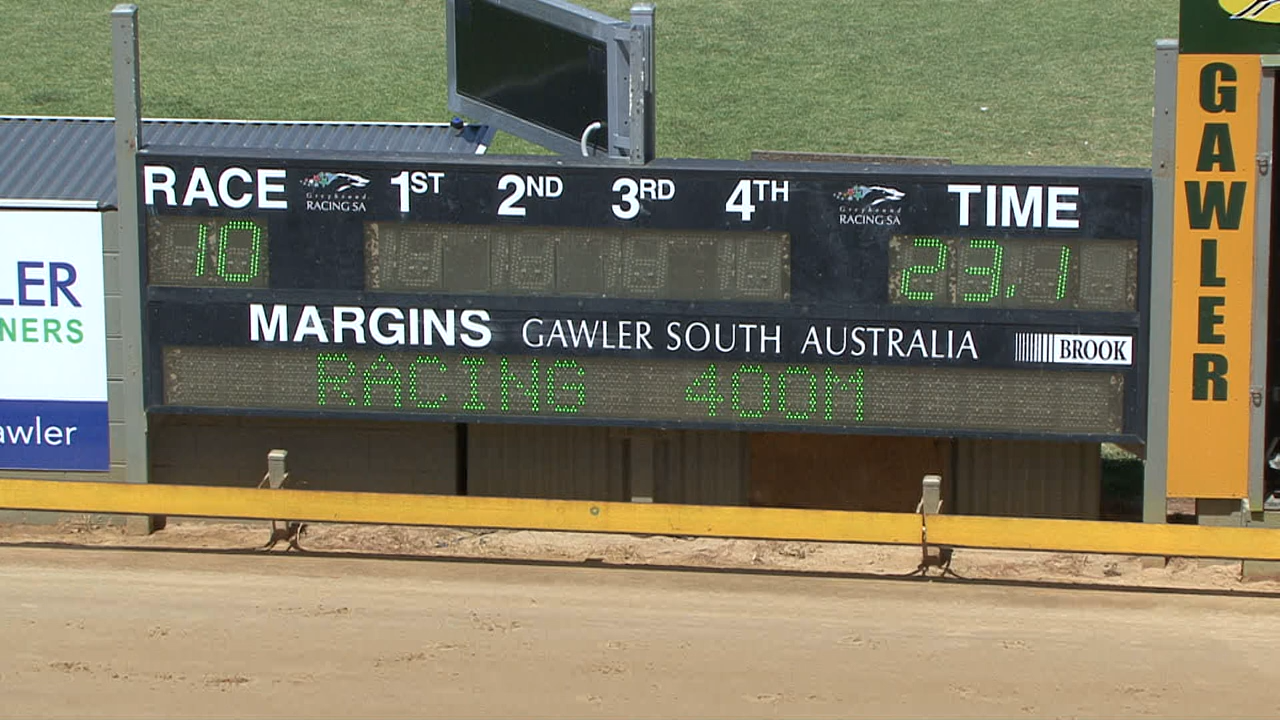 RACE
Greyhound
RACING SA
1ST 2ND 3RD 4TH
Greyhound
RACING SA
TIME
10
23.1
MARGINS GAWLER SOUTH AUSTRALIA BROOK
RACING 400M
GAWLER
LER
NERS
awler